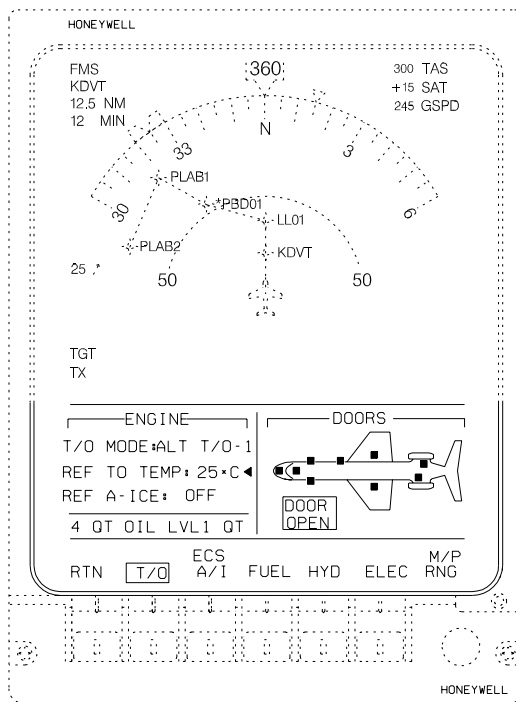 HONEYWELL
FMS
KDVT
12.5 NM
12 MIN
360
300 TAS
+15 SAT
245 GSPD
N
33
3
30
6
PLAB1
*PBD01
LL01
PLAB2
KDVT
25
50
50
TGT
TX
ENGINE
T/O MODE:ALT T/O-1
REF TO TEMP: 25°C◀
REF A-ICE: OFF
4 QT OIL LVL1 QT
DOORS
DOOR
OPEN
RTN
T/O
ECS
A/I
FUEL
HYD
ELEC
M/P
RNG
HONEYWELL